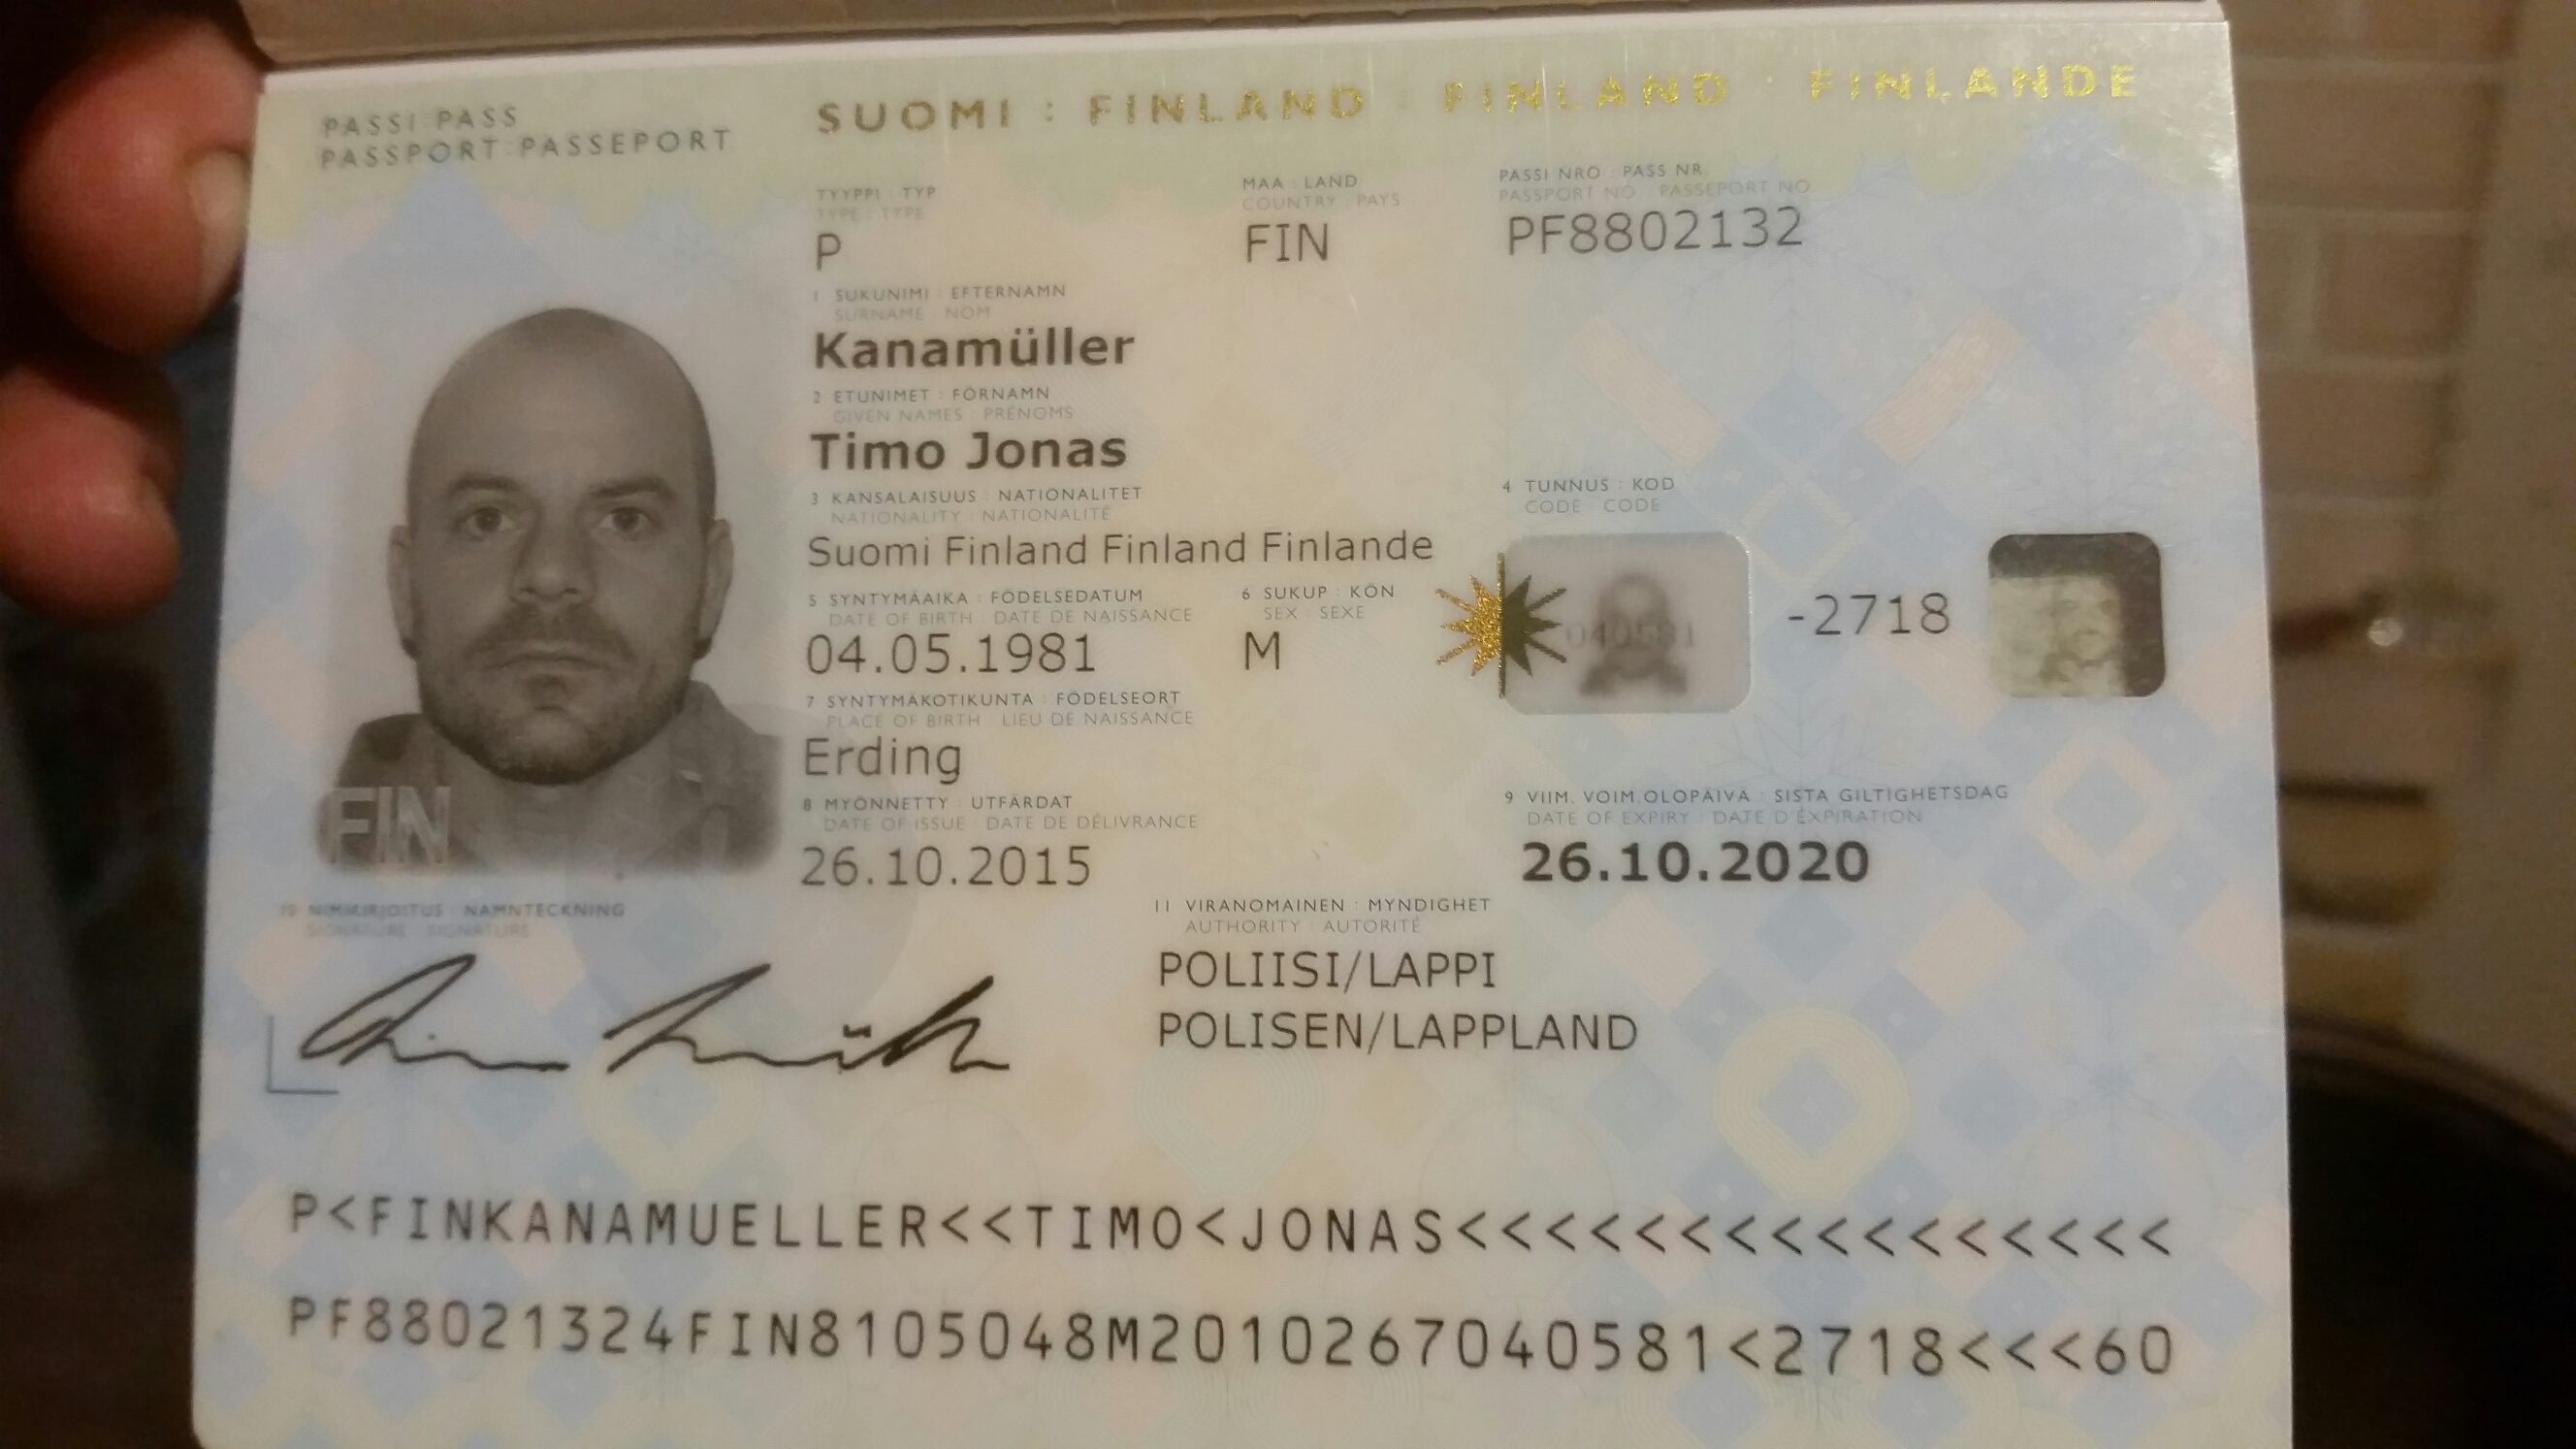 PASSI : PASS
PASSPORT : PASSEPORT
SUOMI : FINLAND : FINLAND : FINLANDE
TYYPPI : TYP
TYPE : TYPE
P
MAA : LAND
COUNTRY : PAYS
FIN
PASSI NRO : PASS NR.
PASSPORT NO. : PASSEPORT NO
PF8802132
1 SUKUNIMI : EFTERNAMN
SURNAME : NOM
Kanamüller
2 ETUNIMET : FÖRNAMN
GIVEN NAMES : PRÉNOMS
Timo Jonas
3 KANSALAISUUS : NATIONALITET
NATIONALITY : NATIONALITÉ
Suomi Finland Finland Finlande
4 TUNNUS : KOD
CODE : CODE
040581
-2718
5 SYNTYMÄAIKA : FÖDELSEDATUM
DATE OF BIRTH : DATE DE NAISSANCE
04.05.1981
6 SUKUP : KÖN
SEX : SEXE
M
7 SYNTYMÄKOTIKUNTA : FÖDELSEORT
PLACE OF BIRTH : LIEU DE NAISSANCE
Erding
8 MYÖNNETTY : UTFÄRDAT
DATE OF ISSUE : DATE DE DÉLIVRANCE
26.10.2015
9 VIIM. VOIM.OLOPÄIVÄ : SISTA GILTIGHETSDAG
DATE OF EXPIRY : DATE D'ÉXPIRATION
26.10.2020
FIN
10 NIMIKIRJOITUS : NAMNTECKNING
SIGNATURE : SIGNATURE
11 VIRANOMAINEN : MYNDIGHET
AUTHORITY : AUTORITÉ
POLIISI/LAPPI
POLISEN/LAPPLAND
P<FINKANAMUELLER<<TIMO<JONAS<<<<<<<<<<<<<<<<
PF88021324FIN8105048M2010267040581<2718<<<60